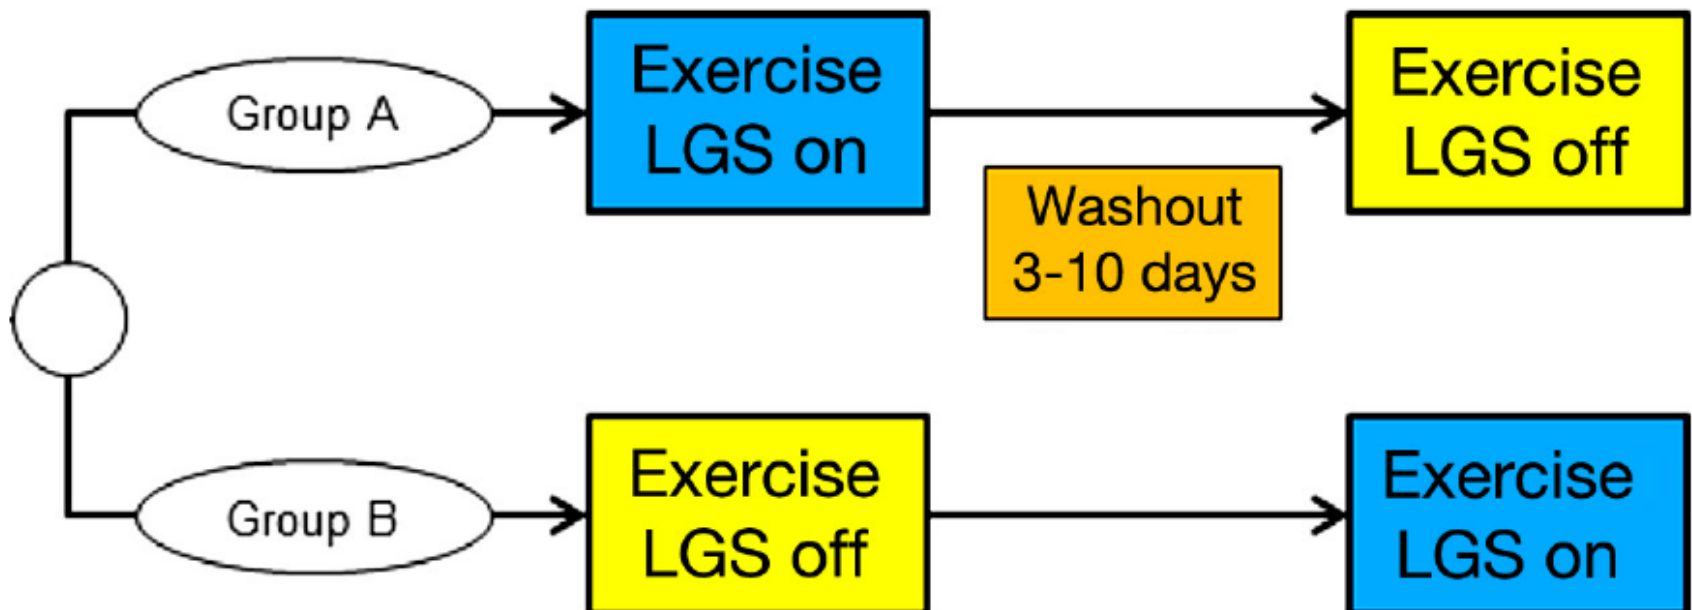 Group A
Exercise
LGS on
Washout
3-10 days
Exercise
LGS off
Group B
Exercise
LGS off
Exercise
LGS on